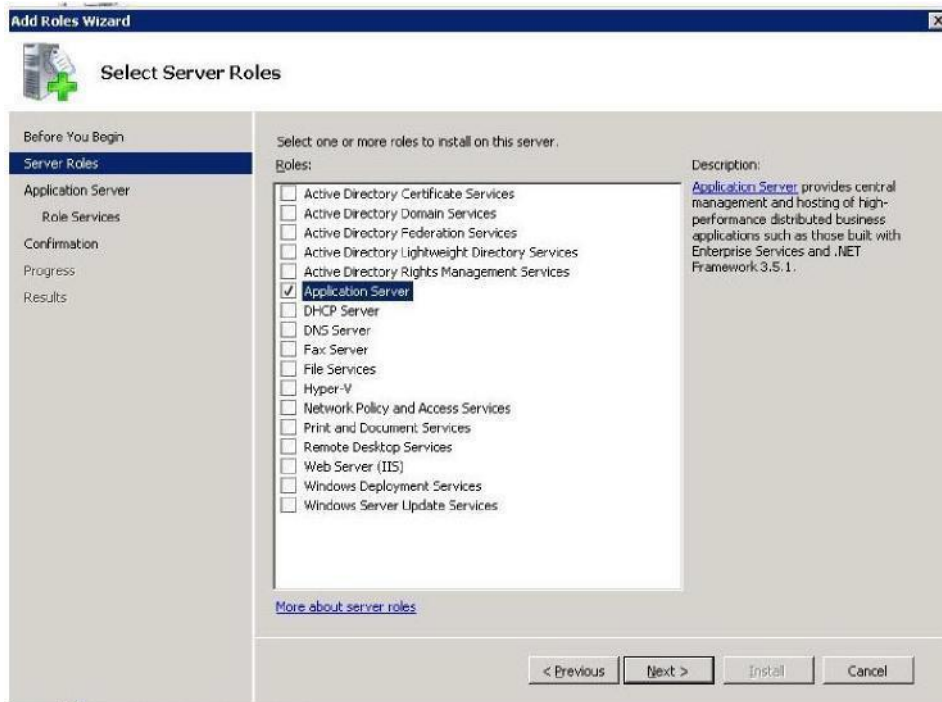 Add Roles Wizard
Select Server Roles
Before You Begin
Server Roles
Application Server
Role Services
Confirmation
Progress
Results
Select one or more roles to install on this server.
Roles:
Active Directory Certificate Services
Active Directory Domain Services
Active Directory Federation Services
Active Directory Lightweight Directory Services
Active Directory Rights Management Services
Application Server
DHCP Server
DNS Server
Fax Server
File Services
Hyper-V
Network Policy and Access Services
Print and Document Services
Remote Desktop Services
Web Server (IIS)
Windows Deployment Services
Windows Server Update Services
More about server roles
Description:
Application Server provides central
management and hosting of high-
performance distributed business
applications such as those built with
Enterprise Services and .NET
Framework 3.5.1.
< Previous
Next >
Install
Cancel